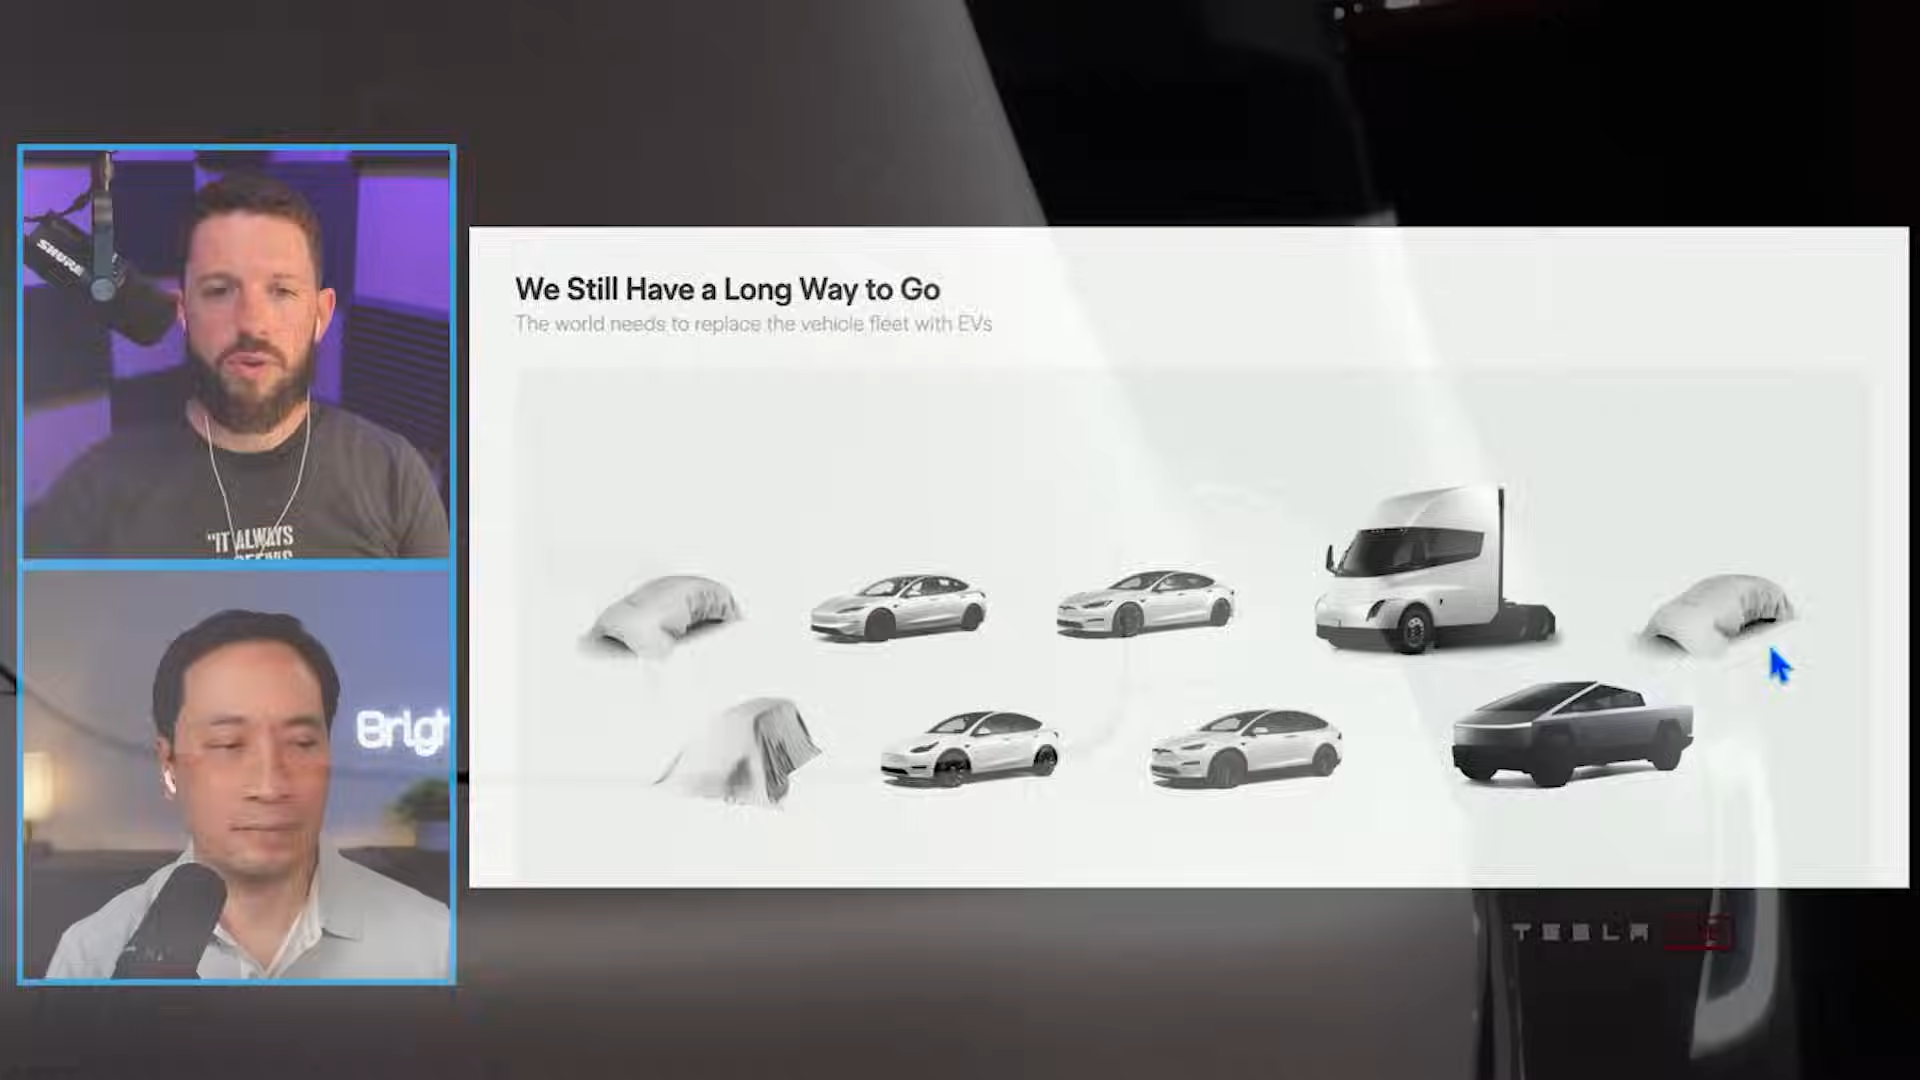 SHURE
"IT ALWAYS
SEEMS
Brigh
We Still Have a Long Way to Go
The world needs to replace the vehicle fleet with EVs
TESLA